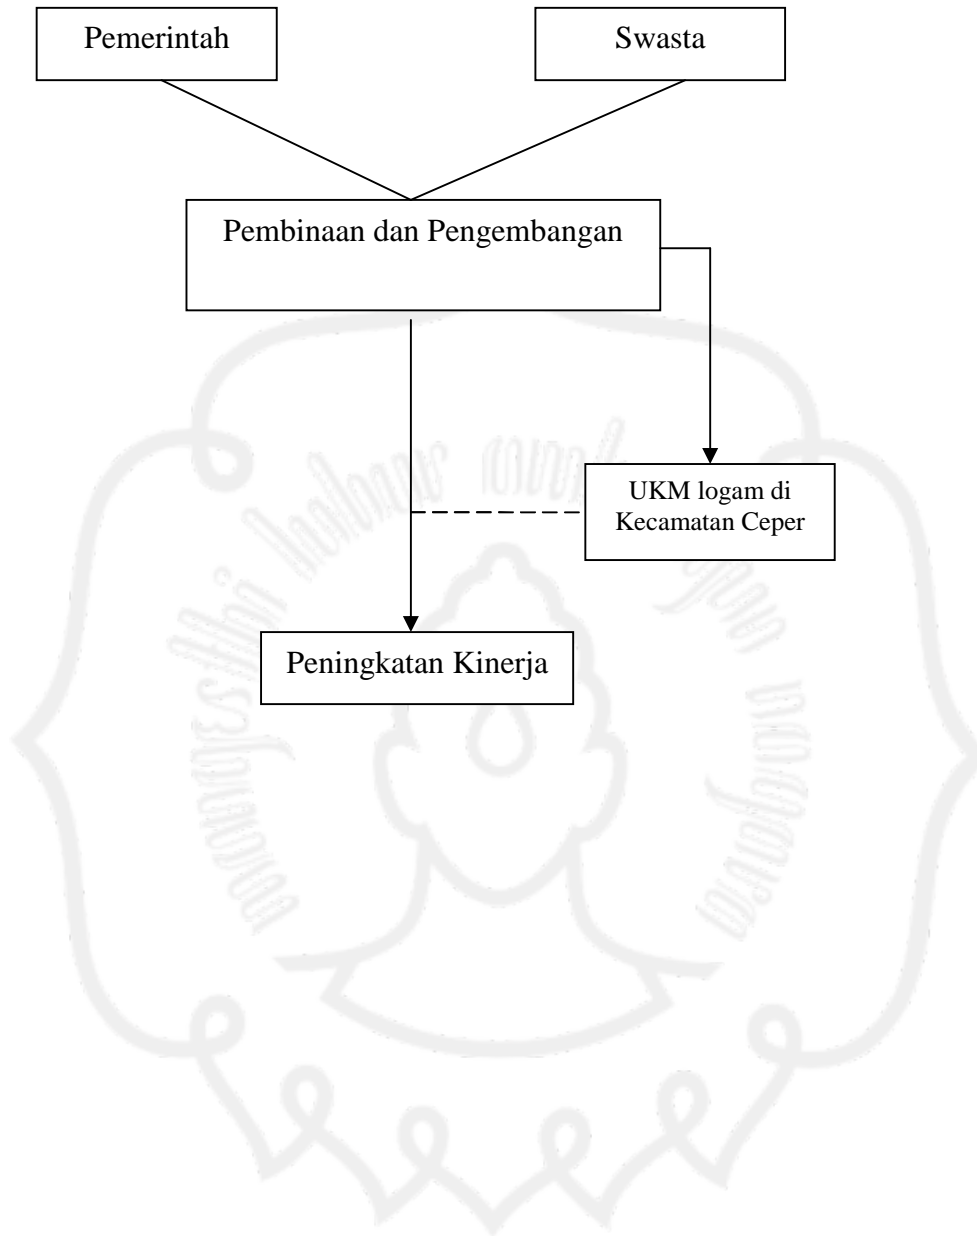 Pemerintah
Swasta
Pembinaan dan Pengembangan
UKM logam di
Kecamatan Ceper
Peningkatan Kinerja